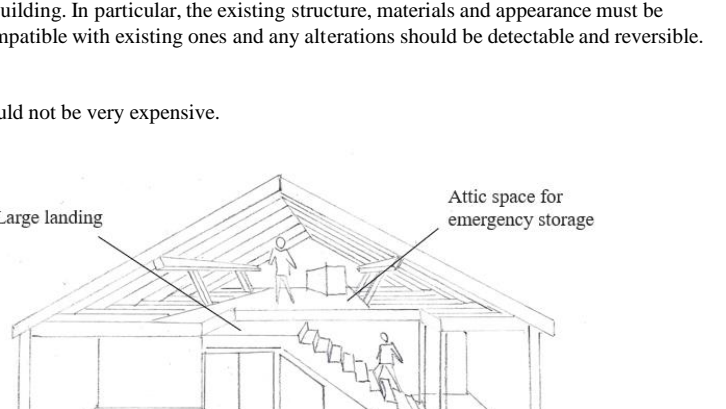 uilding. In particular, the existing structure, materials and appearance must be
mpatible with existing ones and any alterations should be detectable and reversible.
uld not be very expensive.
Attic space for
emergency storage
Large landing